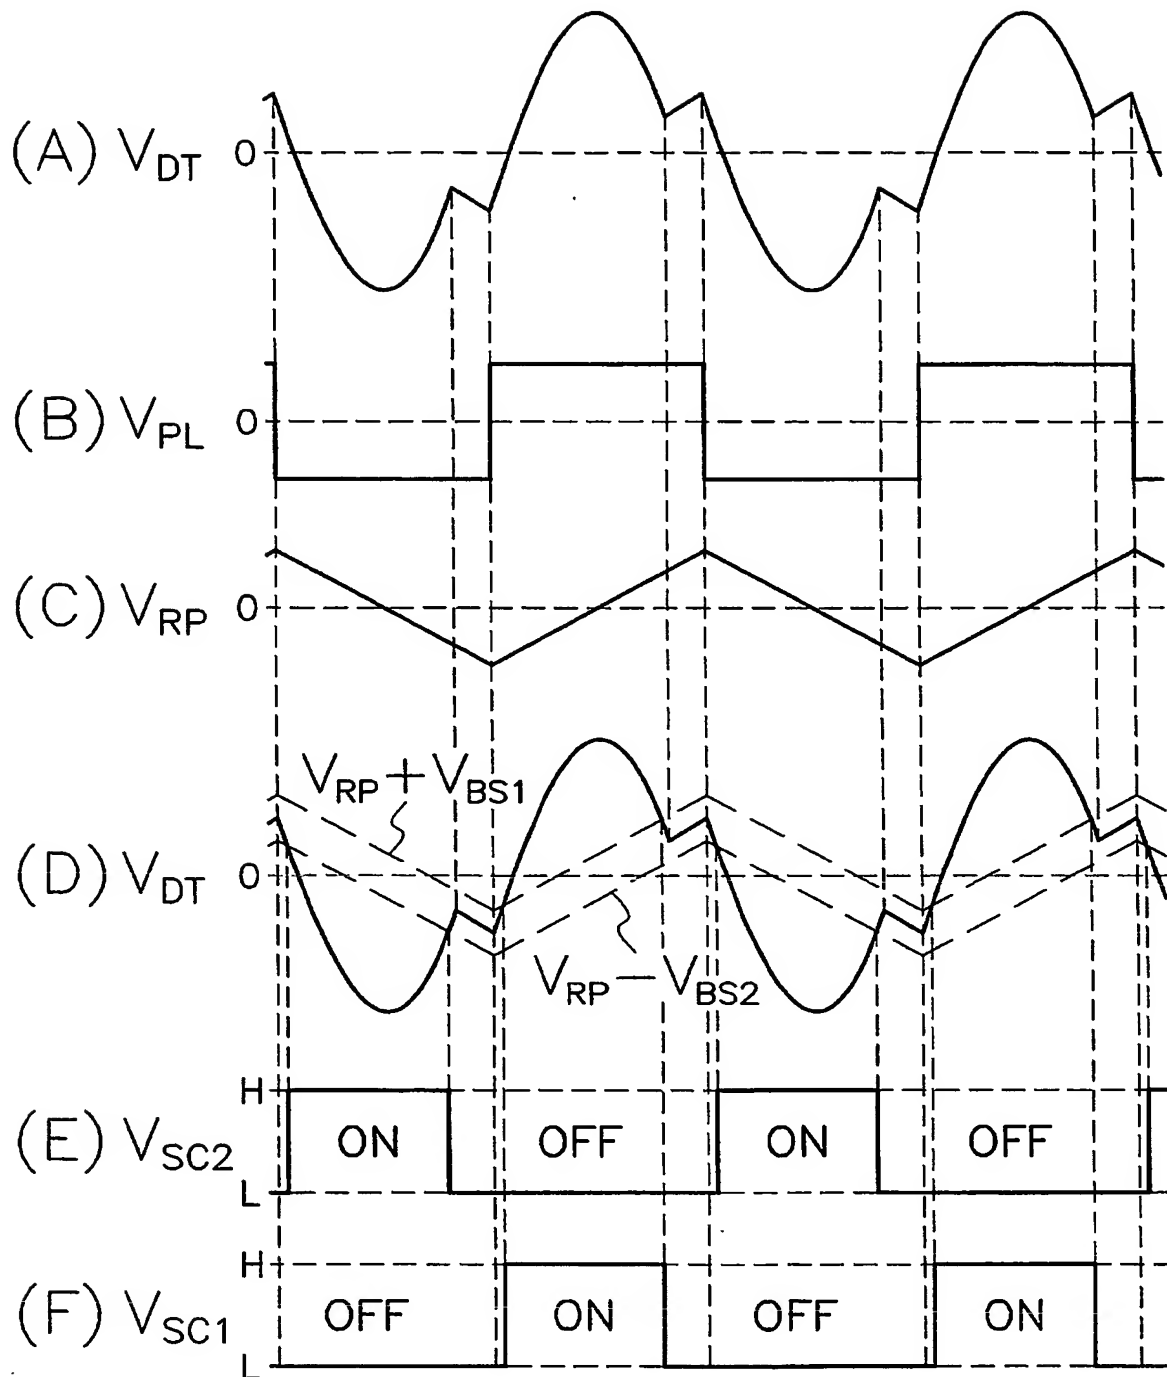 (A) V_DT 0
(B) V_PL 0
(C) V_RP 0
V_RP + V_BS1
(D) V_DT 0
V_RP − V_BS2
H
(E) V_SC2 ON OFF ON OFF
L
H
(F) V_SC1 OFF ON OFF ON
L